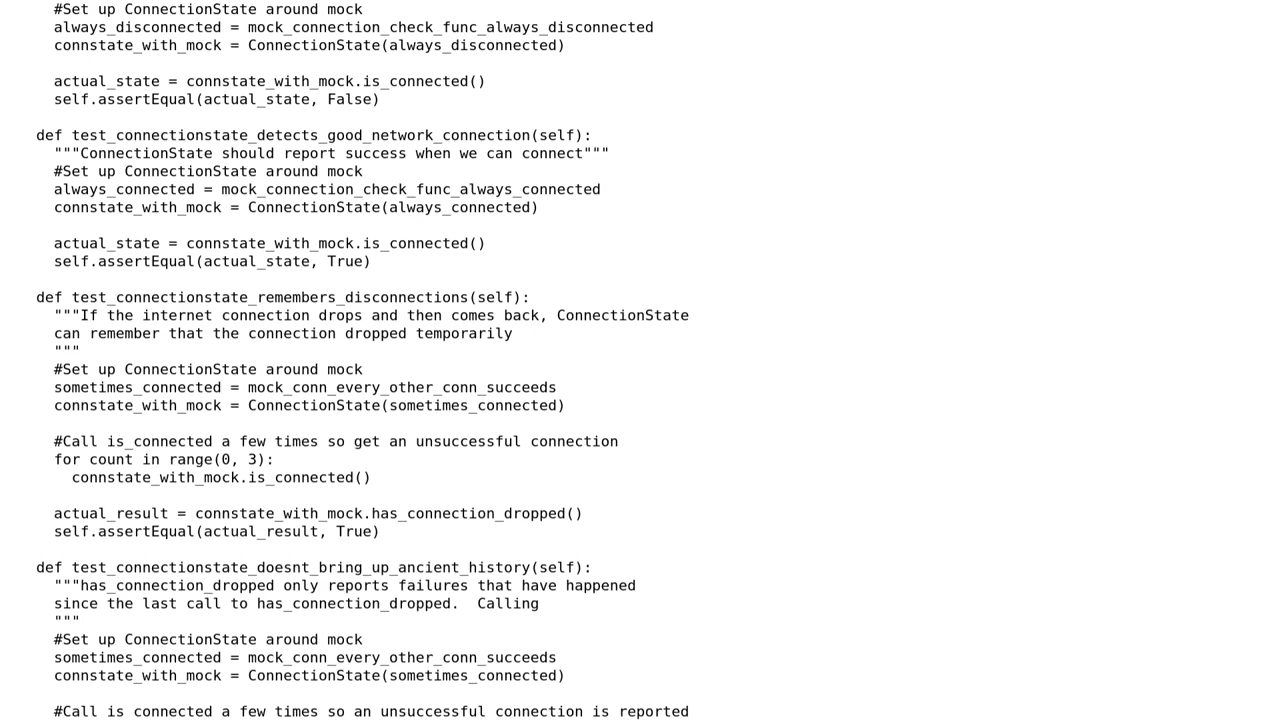 #Set up ConnectionState around mock
always_disconnected = mock_connection_check_func_always_disconnected
connstate_with_mock = ConnectionState(always_disconnected)

actual_state = connstate_with_mock.is_connected()
self.assertEqual(actual_state, False)

def test_connectionstate_detects_good_network_connection(self):
"""ConnectionState should report success when we can connect"""
#Set up ConnectionState around mock
always_connected = mock_connection_check_func_always_connected
connstate_with_mock = ConnectionState(always_connected)

actual_state = connstate_with_mock.is_connected()
self.assertEqual(actual_state, True)

def test_connectionstate_remembers_disconnections(self):
"""If the internet connection drops and then comes back, ConnectionState
can remember that the connection dropped temporarily
"""
#Set up ConnectionState around mock
sometimes_connected = mock_conn_every_other_conn_succeeds
connstate_with_mock = ConnectionState(sometimes_connected)

#Call is_connected a few times so get an unsuccessful connection
for count in range(0, 3):
connstate_with_mock.is_connected()

actual_result = connstate_with_mock.has_connection_dropped()
self.assertEqual(actual_result, True)

def test_connectionstate_doesnt_bring_up_ancient_history(self):
"""has_connection_dropped only reports failures that have happened
since the last call to has_connection_dropped.  Calling
"""
#Set up ConnectionState around mock
sometimes_connected = mock_conn_every_other_conn_succeeds
connstate_with_mock = ConnectionState(sometimes_connected)

#Call is connected a few times so an unsuccessful connection is reported